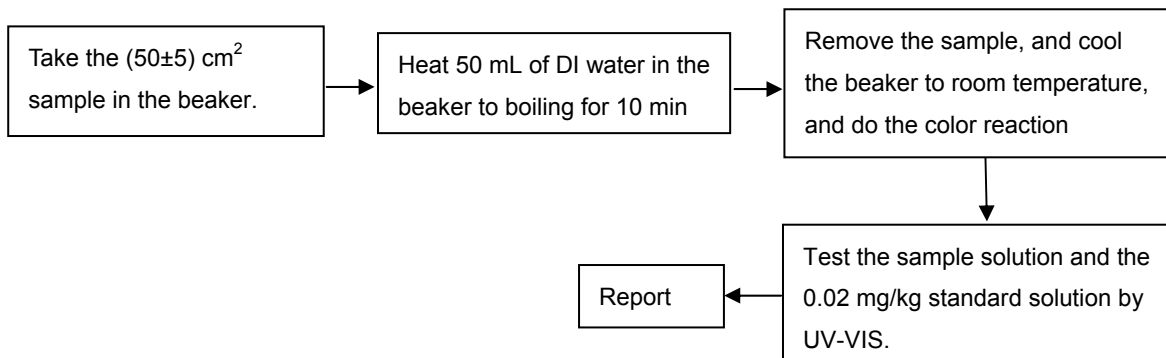 Take the (50±5) cm²
sample in the beaker.
Heat 50 mL of DI water in the
beaker to boiling for 10 min
Remove the sample, and cool
the beaker to room temperature,
and do the color reaction
Test the sample solution and the
0.02 mg/kg standard solution by
UV-VIS.
Report